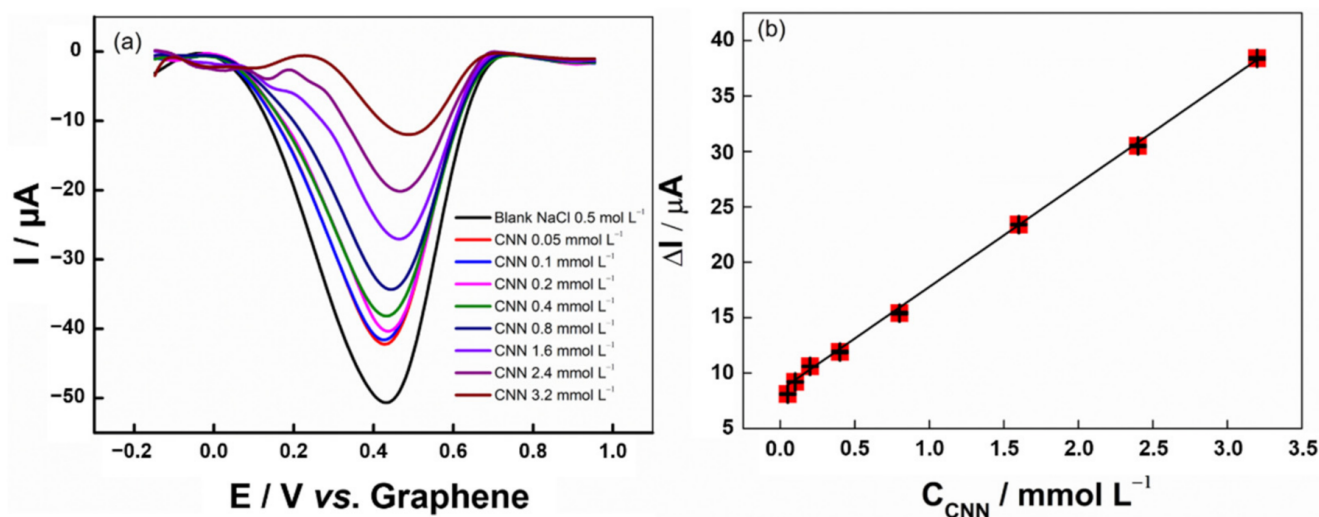 (a)
0
−10
−20
−30
−40
−50
I / µA
−0.2 0.0 0.2 0.4 0.6 0.8 1.0
E / V vs. Graphene
Blank NaCl 0.5 mol L⁻¹
CNN 0.05 mmol L⁻¹
CNN 0.1 mmol L⁻¹
CNN 0.2 mmol L⁻¹
CNN 0.4 mmol L⁻¹
CNN 0.8 mmol L⁻¹
CNN 1.6 mmol L⁻¹
CNN 2.4 mmol L⁻¹
CNN 3.2 mmol L⁻¹
(b)
40
35
30
25
20
15
10
5
ΔI / µA
0.0 0.5 1.0 1.5 2.0 2.5 3.0 3.5
C_CNN / mmol L⁻¹